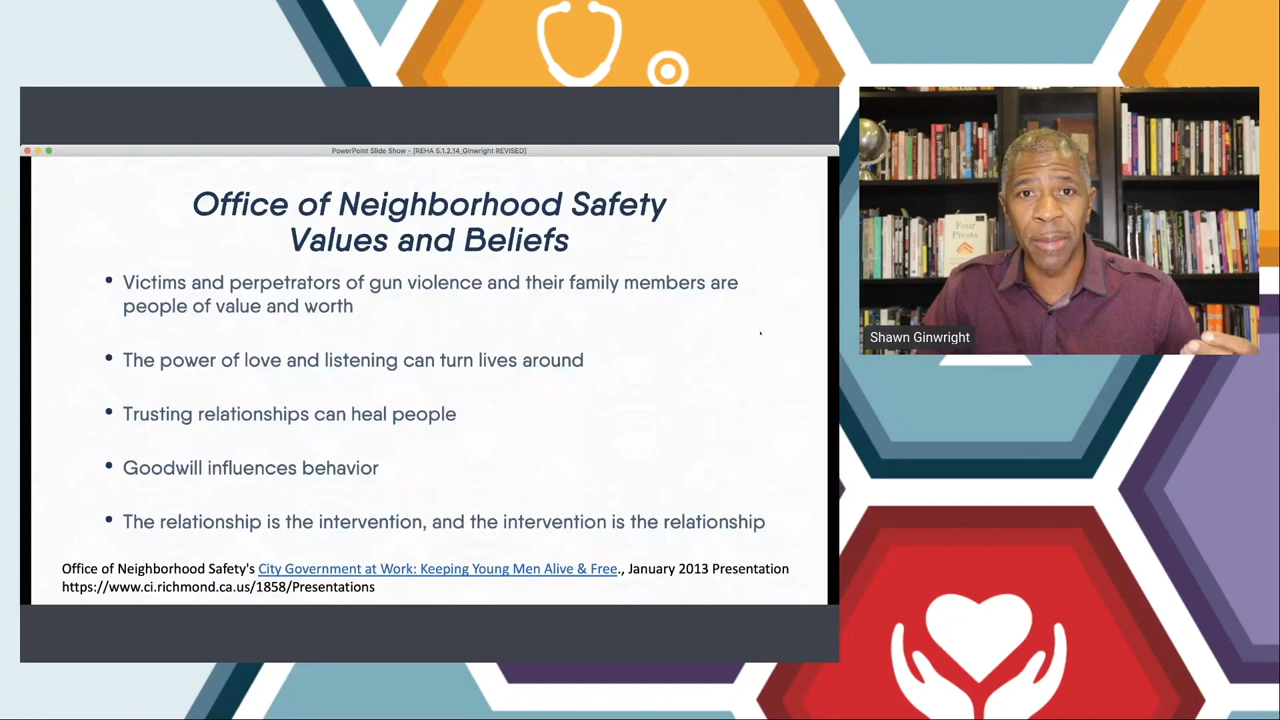 PowerPoint Slide Show - [REHA 5.1.2.14_Ginwright REVISED]
Office of Neighborhood Safety
Values and Beliefs
• Victims and perpetrators of gun violence and their family members are
people of value and worth
• The power of love and listening can turn lives around
• Trusting relationships can heal people
• Goodwill influences behavior
• The relationship is the intervention, and the intervention is the relationship
Office of Neighborhood Safety's City Government at Work: Keeping Young Men Alive & Free., January 2013 Presentation
https://www.ci.richmond.ca.us/1858/Presentations
Four
Pivots
Shawn Ginwright